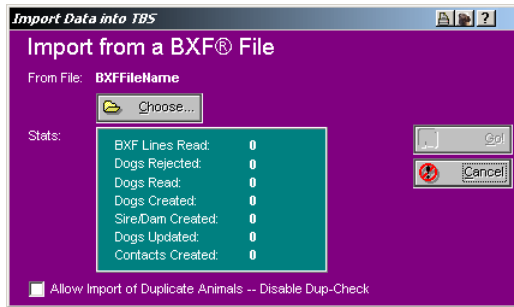 Import Data into TBS
?
Import from a BXF® File
From File: BXFFileName
Choose...
Stats:
BXF Lines Read: 0
Dogs Rejected: 0
Dogs Read: 0
Dogs Created: 0
Sire/Dam Created: 0
Dogs Updated: 0
Contacts Created: 0
Go!
Cancel
Allow Import of Duplicate Animals -- Disable Dup-Check